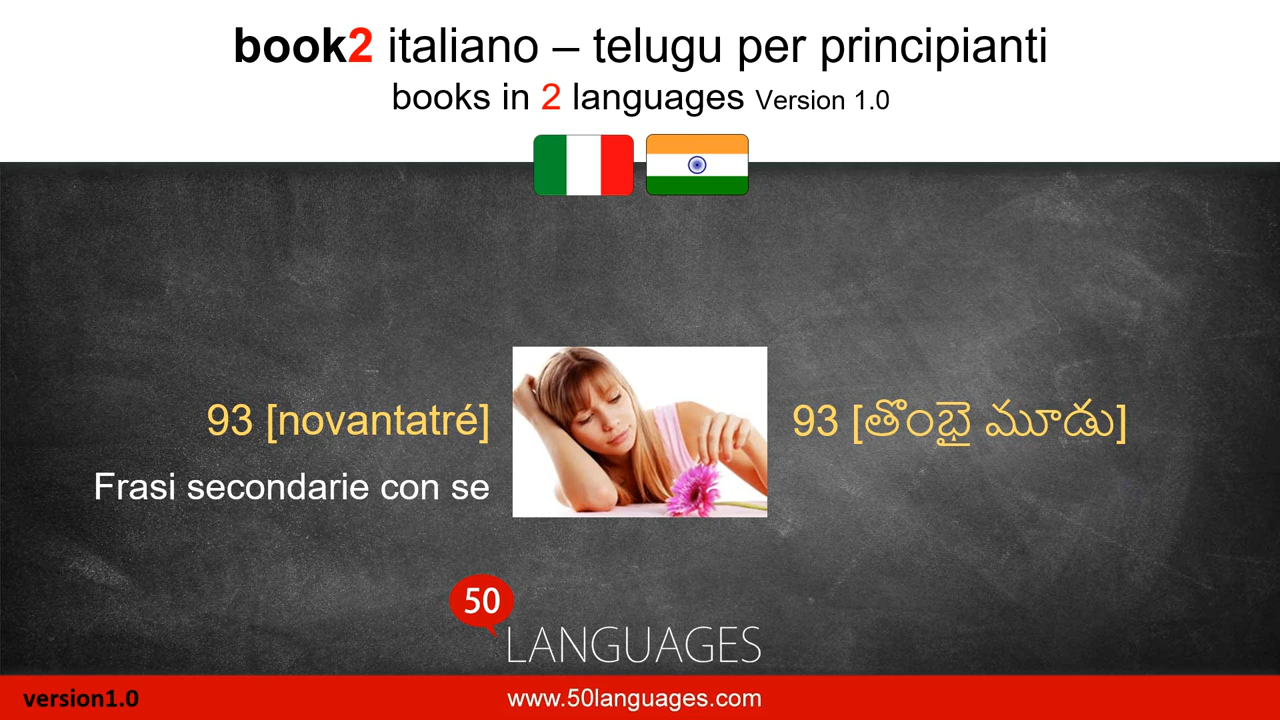 book2 italiano – telugu per principianti
books in 2 languages Version 1.0
93 [novantatré]
Frasi secondarie con se
93 [తొంభై మూడు]
50
LANGUAGES
version1.0
www.50languages.com